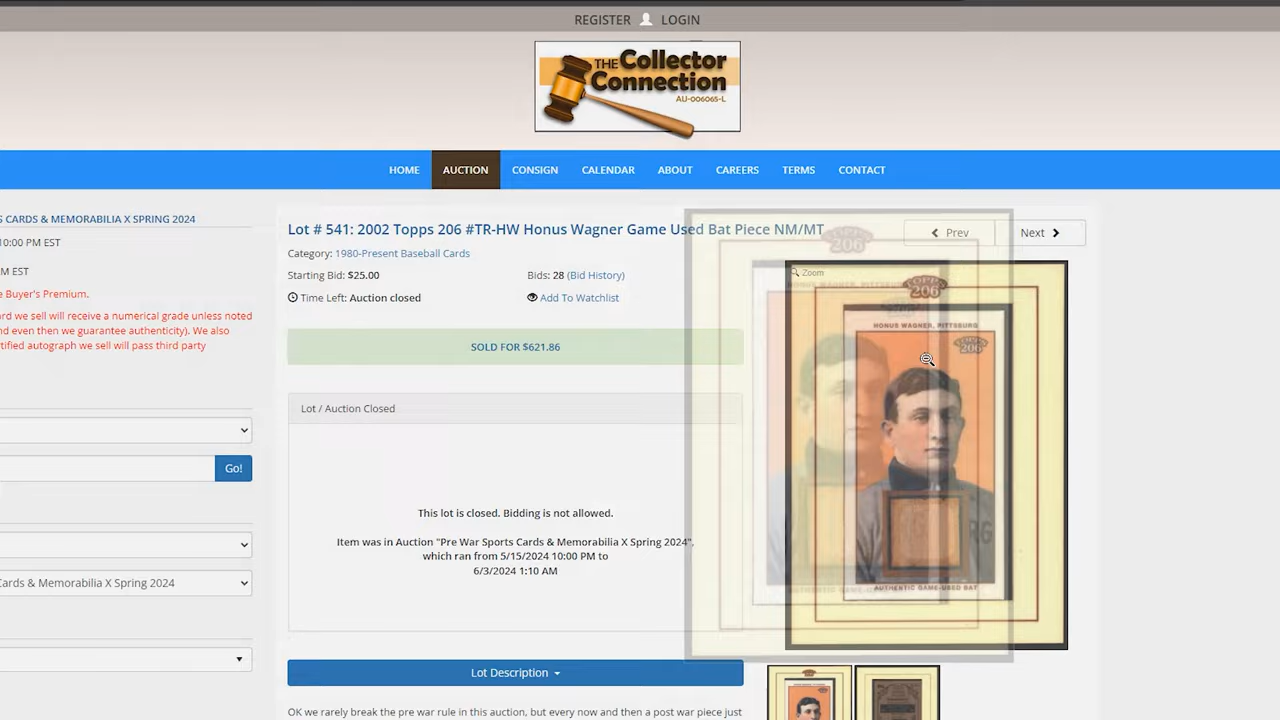 REGISTER LOGIN
THE Collector
Connection
AU-006065-L
HOME AUCTION CONSIGN CALENDAR ABOUT CAREERS TERMS CONTACT
S CARDS & MEMORABILIA X SPRING 2024
10:00 PM EST
M EST
e Buyer's Premium.
rd we sell will receive a numerical grade unless noted
nd even then we guarantee authenticity). We also
rtified autograph we sell will pass third party
Go!
Cards & Memorabilia X Spring 2024
Lot # 541: 2002 Topps 206 #TR-HW Honus Wagner Game Used Bat Piece NM/MT
Prev Next
Category: 1980-Present Baseball Cards
Starting Bid: $25.00 Bids: 28 (Bid History)
Time Left: Auction closed Add To Watchlist
SOLD FOR $621.86
Lot / Auction Closed
This lot is closed. Bidding is not allowed.
Item was in Auction "Pre War Sports Cards & Memorabilia X Spring 2024",
which ran from 5/15/2024 10:00 PM to
6/3/2024 1:10 AM
Lot Description
OK we rarely break the pre war rule in this auction, but every now and then a post war piece just
Zoom
TOPPS
206
TOPPS
206
HONUS WAGNER, PITTSBURG
TOPPS
206
AUTHENTIC GAME-USED BAT